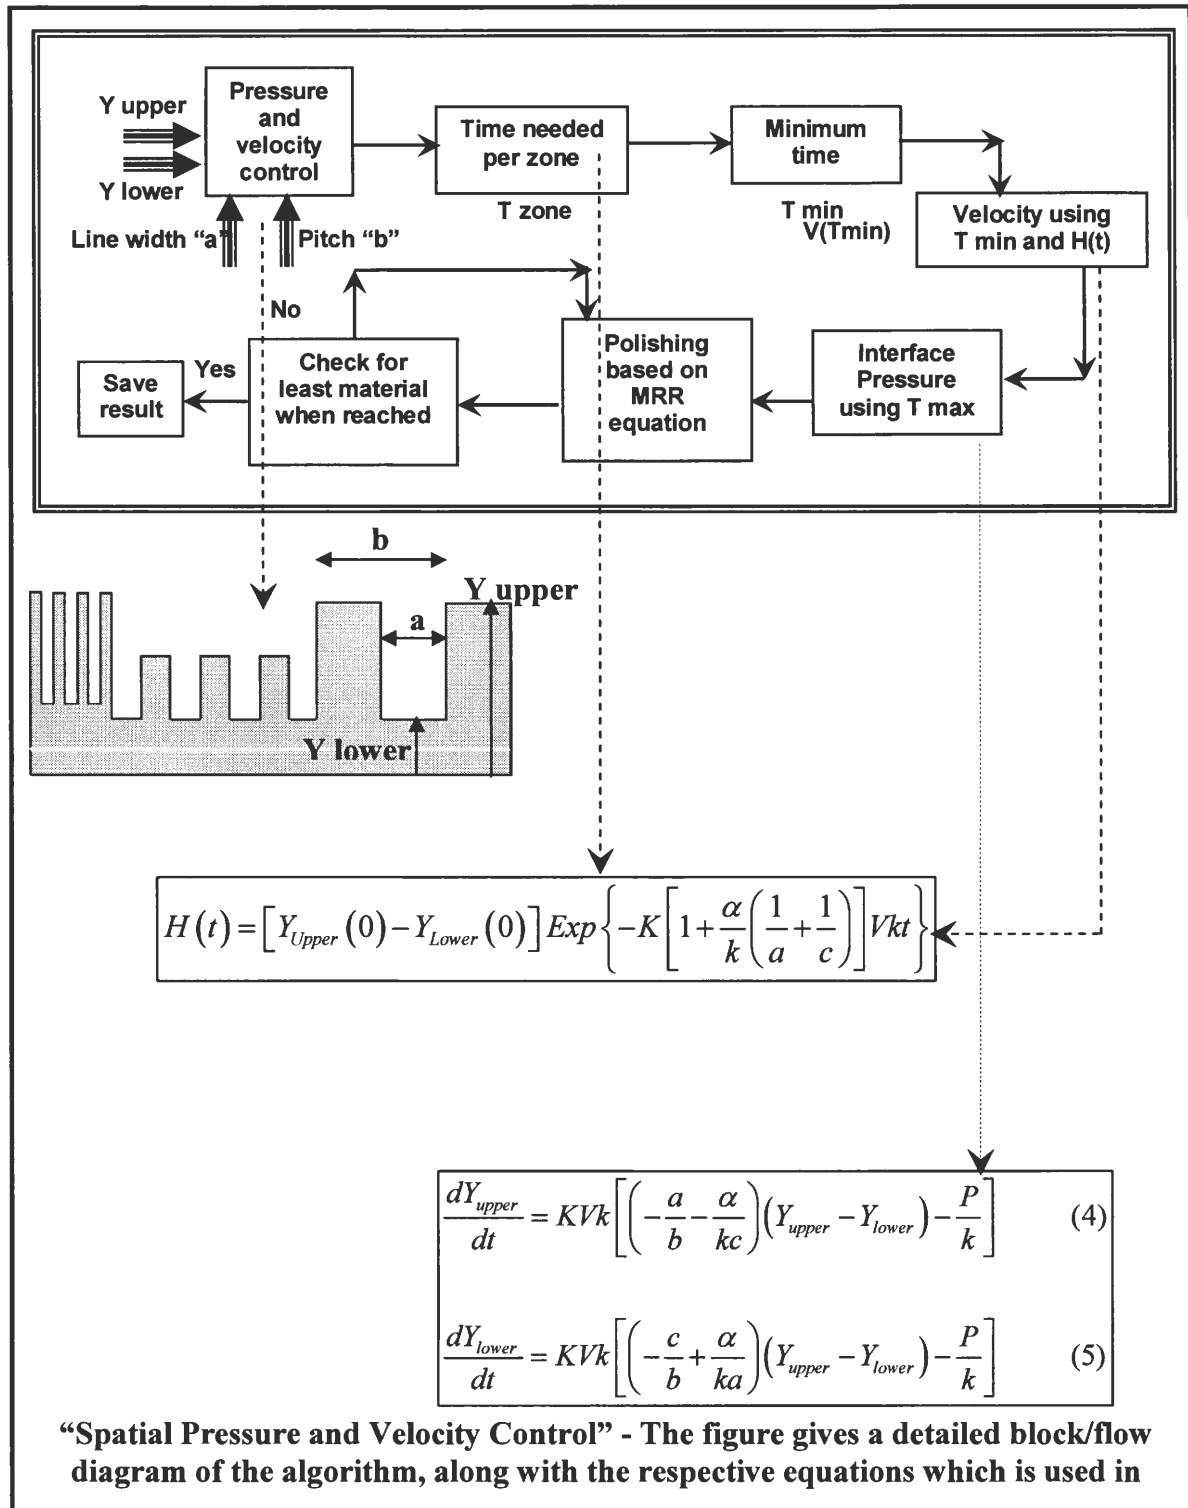 Y upper
Y lower
Pressure
and
velocity
control
Line width “a”
Pitch “b”
Time needed
per zone
T zone
Minimum
time
T min
V(Tmin)
Velocity using
T min and H(t)
No
Yes
Save
result
Check for
least material
when reached
Polishing
based on
MRR
equation
Interface
Pressure
using T max
b
Y upper
a
Y lower
H(t) = [Y_Upper(0) − Y_Lower(0)] Exp{−K[1 + α/k(1/a + 1/c)]Vkt}
dY_upper/dt = KVk[(−a/b − α/kc)(Y_upper − Y_lower) − P/k] (4)
dY_lower/dt = KVk[(−c/b + α/ka)(Y_upper − Y_lower) − P/k] (5)
“Spatial Pressure and Velocity Control” - The figure gives a detailed block/flow
diagram of the algorithm, along with the respective equations which is used in